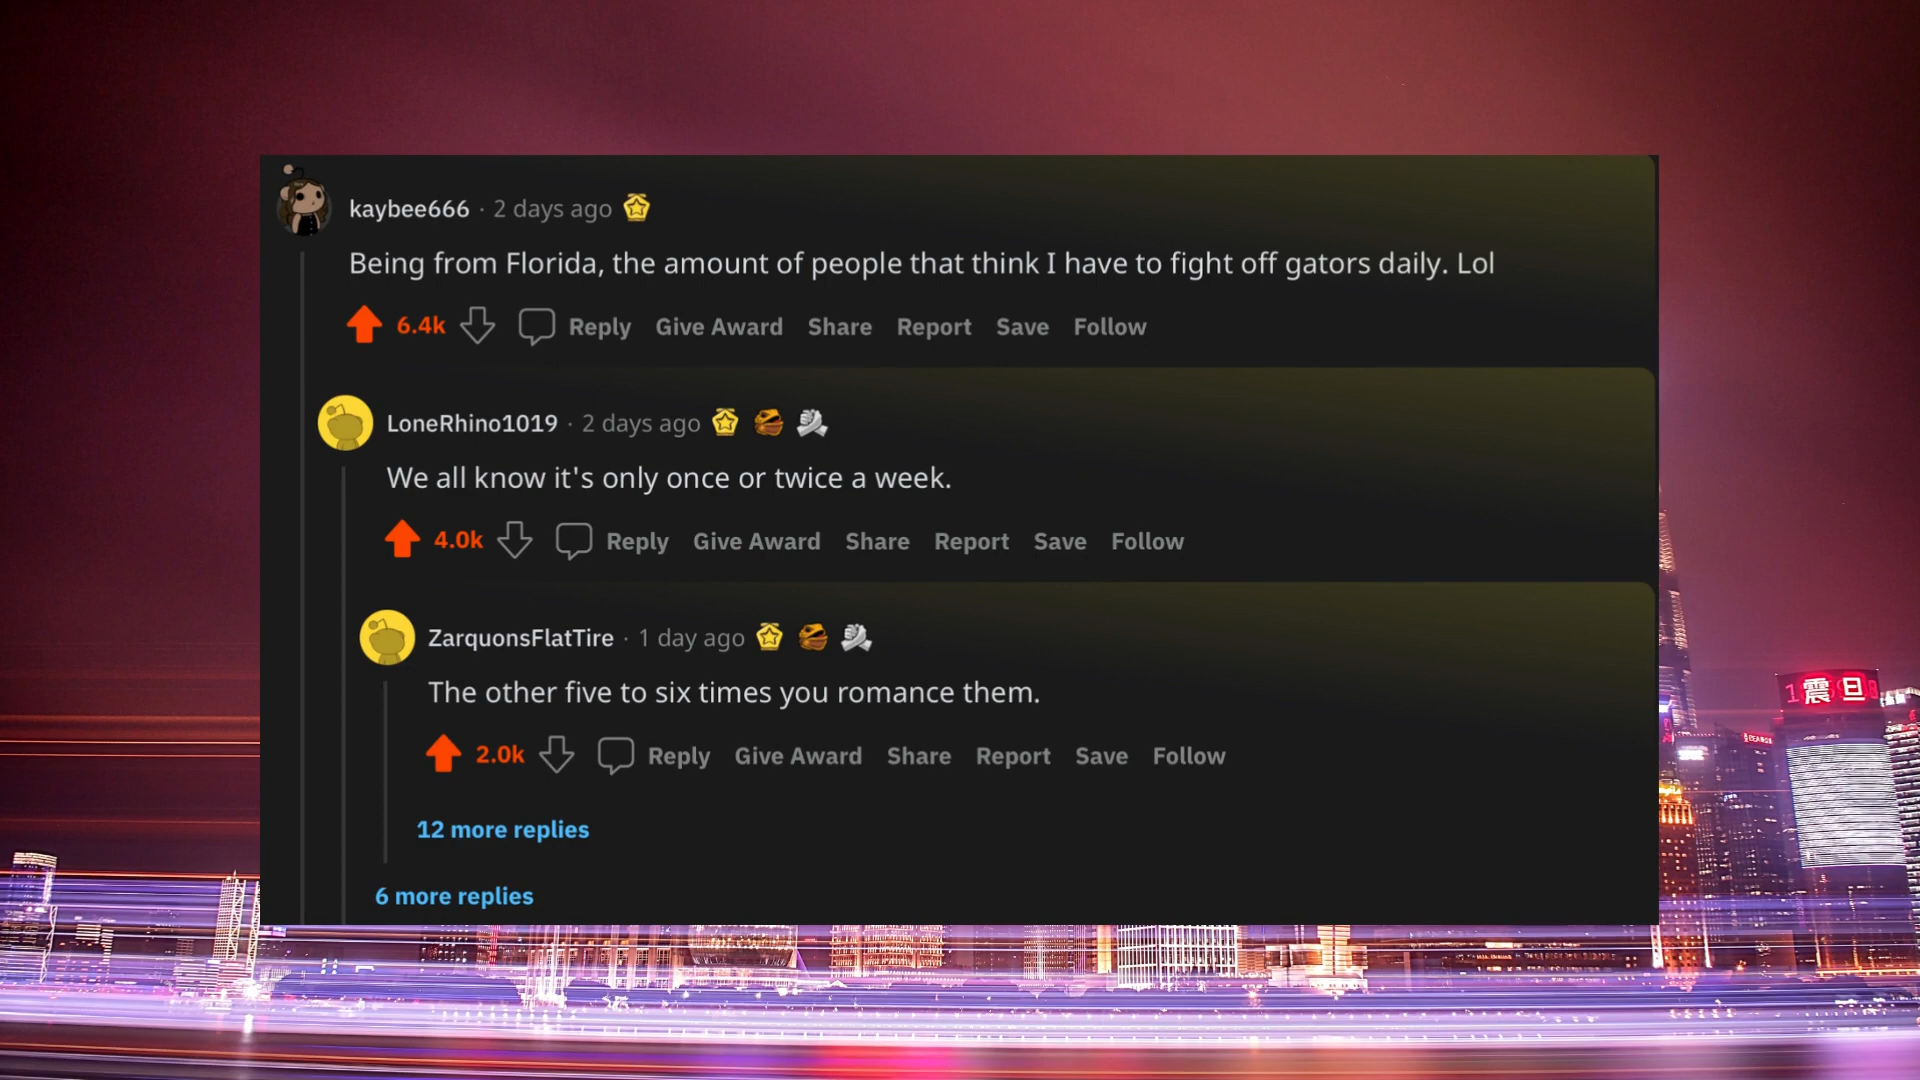 kaybee666 · 2 days ago
Being from Florida, the amount of people that think I have to fight off gators daily. Lol
6.4k Reply Give Award Share Report Save Follow
LoneRhino1019 · 2 days ago
We all know it's only once or twice a week.
4.0k Reply Give Award Share Report Save Follow
ZarquonsFlatTire · 1 day ago
The other five to six times you romance them.
2.0k Reply Give Award Share Report Save Follow
12 more replies
6 more replies
震旦